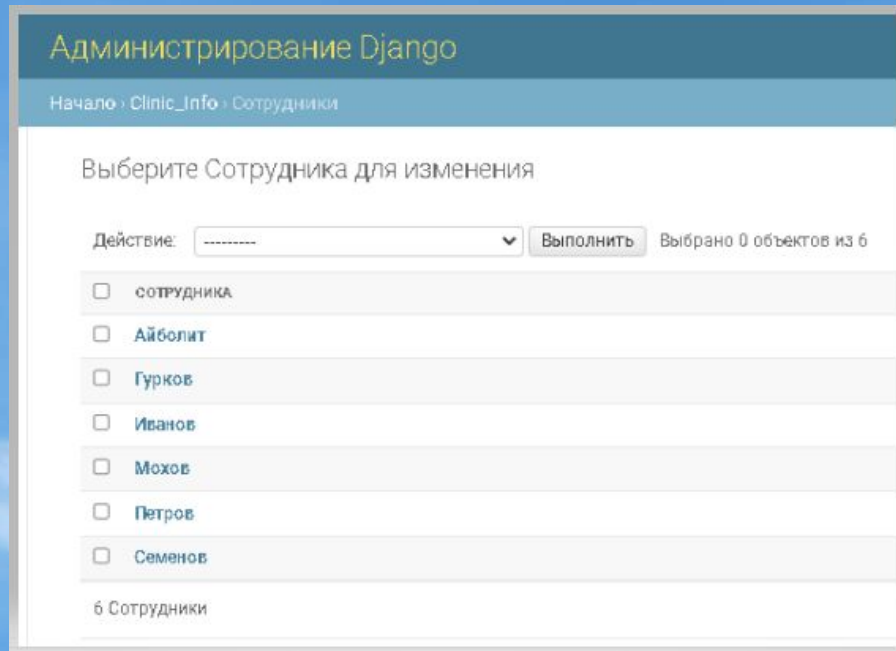 Администрирование Django
Начало › Clinic_Info › Сотрудники
Выберите Сотрудника для изменения
Действие: --------- Выполнить Выбрано 0 объектов из 6
СОТРУДНИКА
Айболит
Гурков
Иванов
Мохов
Петров
Семенов
6 Сотрудники